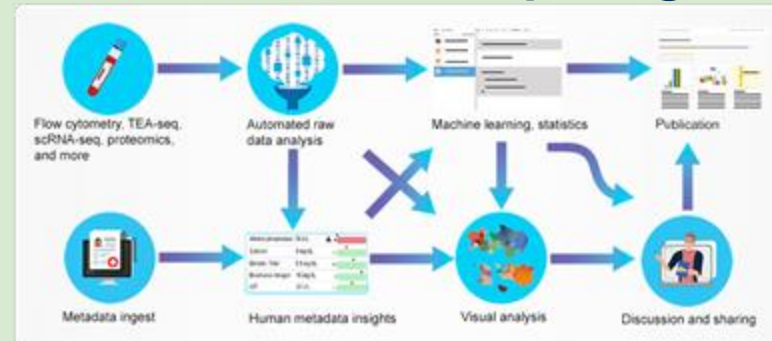 Flow cytometry, TEA-seq,
scRNA-seq, proteomics,
and more
Automated raw
data analysis
Machine learning, statistics
Publication
Metadata ingest
Human metadata insights
Visual analysis
Discussion and sharing